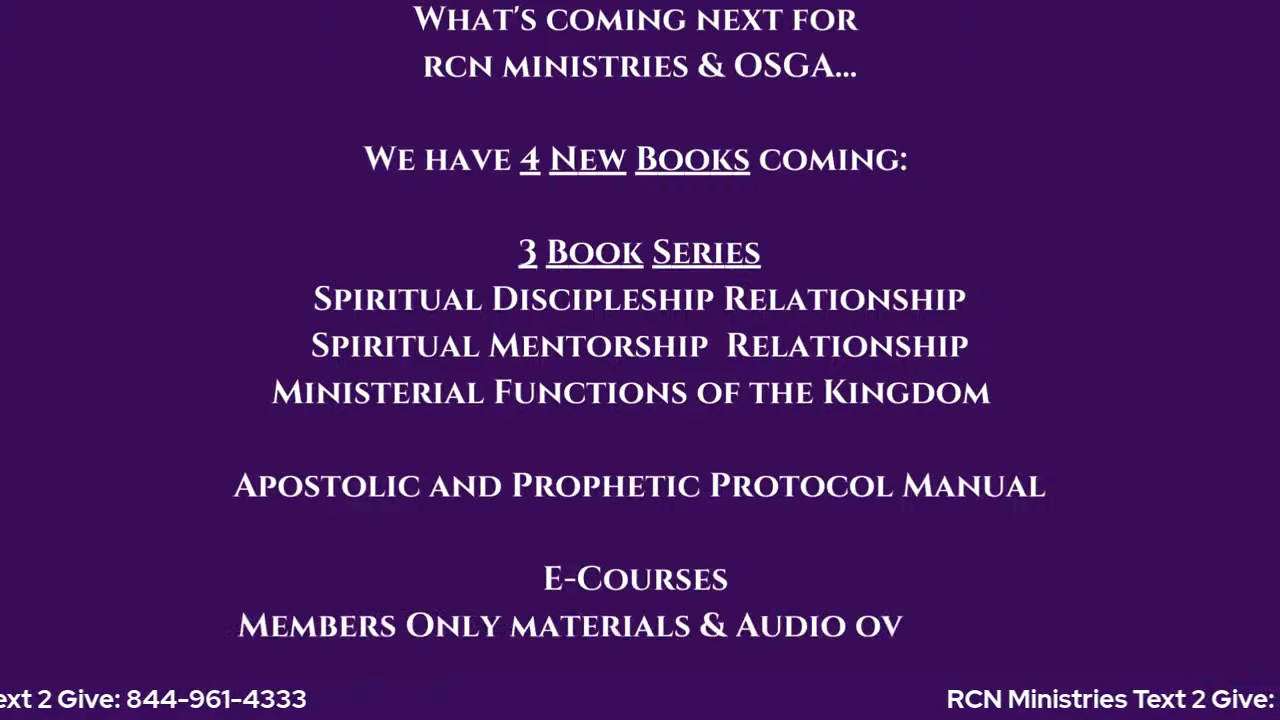 What's coming next for
RCN Ministries & OSGA...
We have 4 New Books coming:
3 Book Series
Spiritual Discipleship Relationship
Spiritual Mentorship Relationship
Ministerial Functions of the Kingdom
Apostolic and Prophetic Protocol Manual
E-Courses
Members Only materials & Audio ov
ext 2 Give: 844-961-4333
RCN Ministries Text 2 Give: